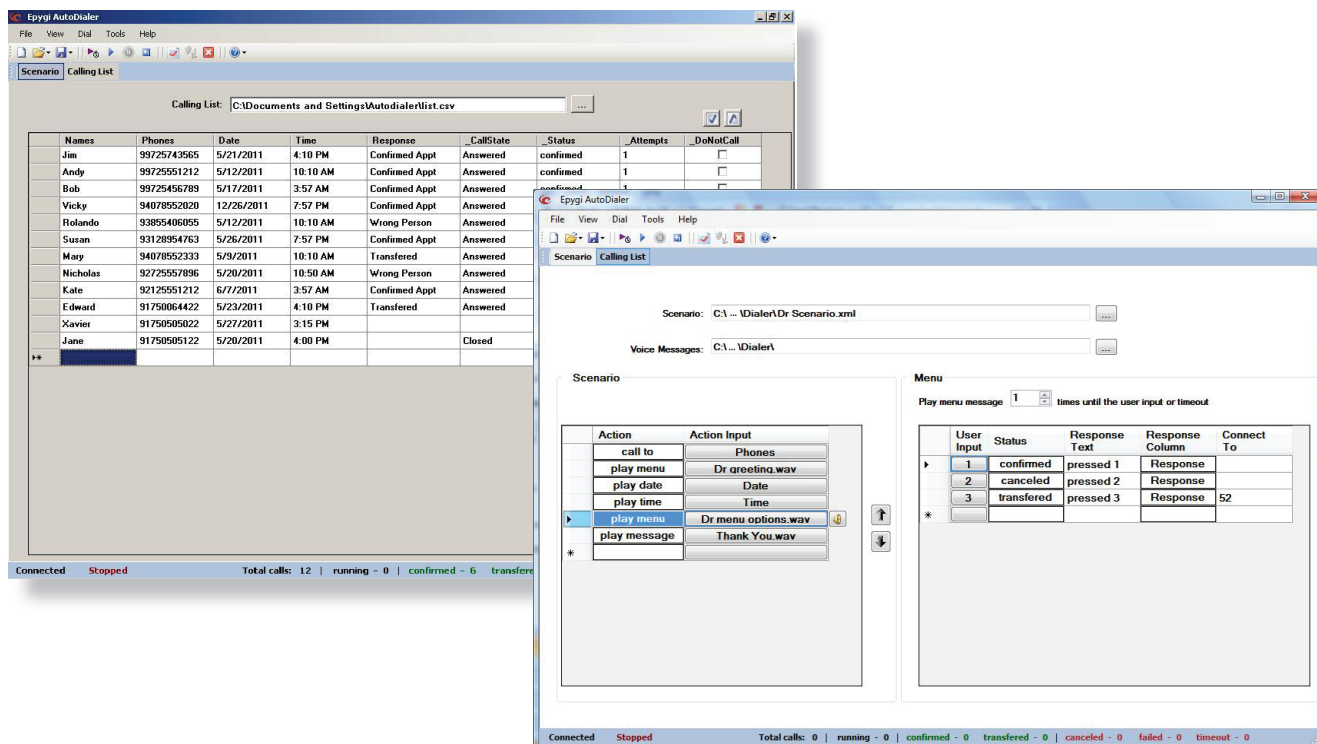 Epygi AutoDialer
File View Dial Tools Help
Scenario Calling List
Calling List: C:\Documents and Settings\Autodialer\list.csv ...
Names Phones Date Time Response _CallState _Status _Attempts _DoNotCall
Jim 99725743565 5/21/2011 4:10 PM Confirmed Appt Answered confirmed 1
Andy 99725551212 5/12/2011 10:10 AM Confirmed Appt Answered confirmed 1
Bob 99725456789 5/17/2011 3:57 AM Confirmed Appt Answered confirmed 1
Vicky 94078552020 12/26/2011 7:57 PM Confirmed Appt Answered
Rolando 93855406055 5/12/2011 10:10 AM Wrong Person Answered
Susan 93128954763 5/26/2011 7:57 PM Confirmed Appt Answered
Mary 94078552333 5/9/2011 10:10 AM Transfered Answered
Nicholas 92725557896 5/20/2011 10:50 AM Wrong Person Answered
Kate 92125551212 6/7/2011 3:57 AM Confirmed Appt Answered
Edward 91750064422 5/23/2011 4:10 PM Transfered Answered
Xavier 91750505022 5/27/2011 3:15 PM
Jane 91750505122 5/20/2011 4:00 PM Closed
Connected Stopped Total calls: 12 | running - 0 | confirmed - 6 transfere
Epygi AutoDialer
File View Dial Tools Help
Scenario Calling List
Scenario: C:\ ... \Dialer\Dr Scenario.xml ...
Voice Messages: C:\ ... \Dialer\ ...
Scenario
Action Action Input
call to Phones
play menu Dr greeting.wav
play date Date
play time Time
play menu Dr menu options.wav
play message Thank You.wav
Menu
Play menu message 1 times until the user input or timeout
User Input Status Response Text Response Column Connect To
1 confirmed pressed 1 Response
2 canceled pressed 2 Response
3 transfered pressed 3 Response 52
Connected Stopped Total calls: 0 | running - 0 | confirmed - 0 transfered - 0 | canceled - 0 failed - 0 timeout - 0